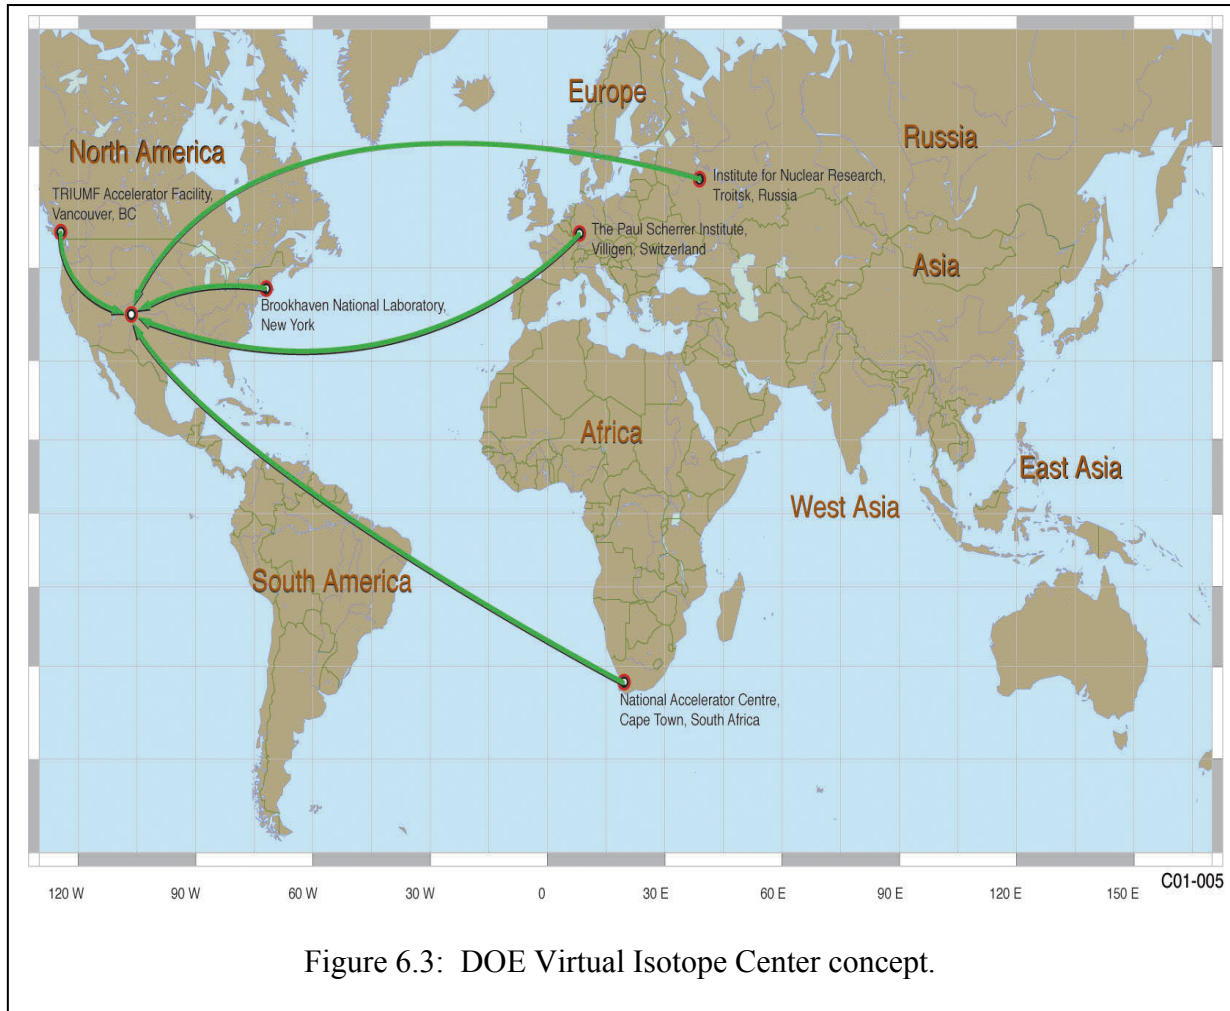 Europe
Russia
North America
Institute for Nuclear Research,
Troitsk, Russia
TRIUMF Accelerator Facility,
Vancouver, BC
The Paul Scherrer Institute,
Villigen, Switzerland
Asia
Brookhaven National Laboratory,
New York
Africa
East Asia
West Asia
South America
National Accelerator Centre,
Cape Town, South Africa
C01-005
120 W 90 W 60 W 30 W 0 30 E 60 E 90 E 120 E 150 E
Figure 6.3: DOE Virtual Isotope Center concept.